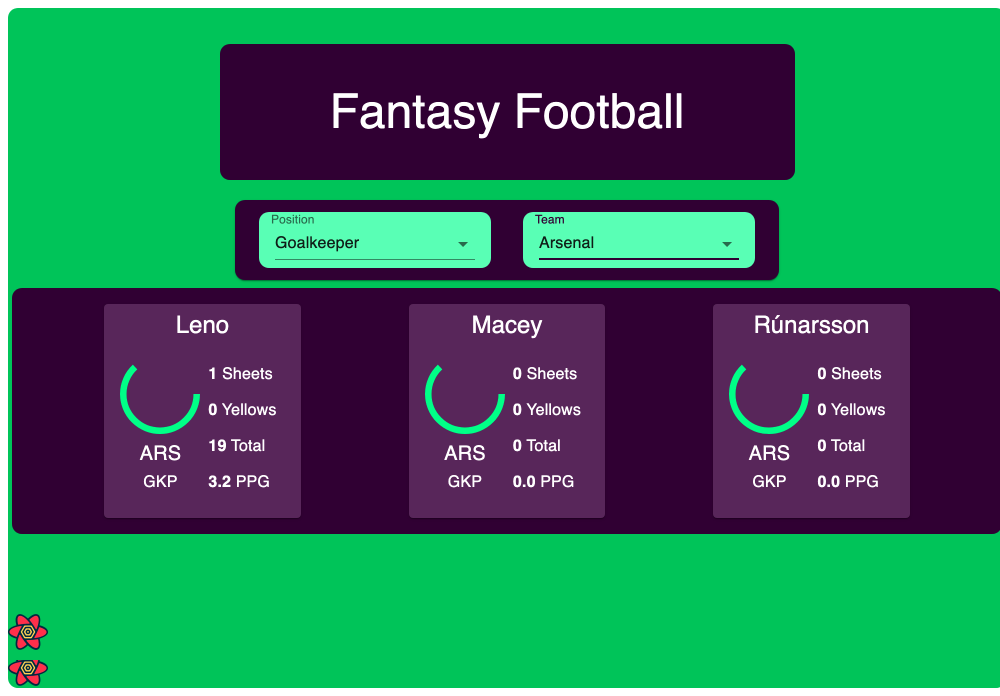 Fantasy Football
Position
Goalkeeper
Team
Arsenal
Leno
1 Sheets
0 Yellows
19 Total
3.2 PPG
ARS
GKP
Macey
0 Sheets
0 Yellows
0 Total
0.0 PPG
ARS
GKP
Rúnarsson
0 Sheets
0 Yellows
0 Total
0.0 PPG
ARS
GKP